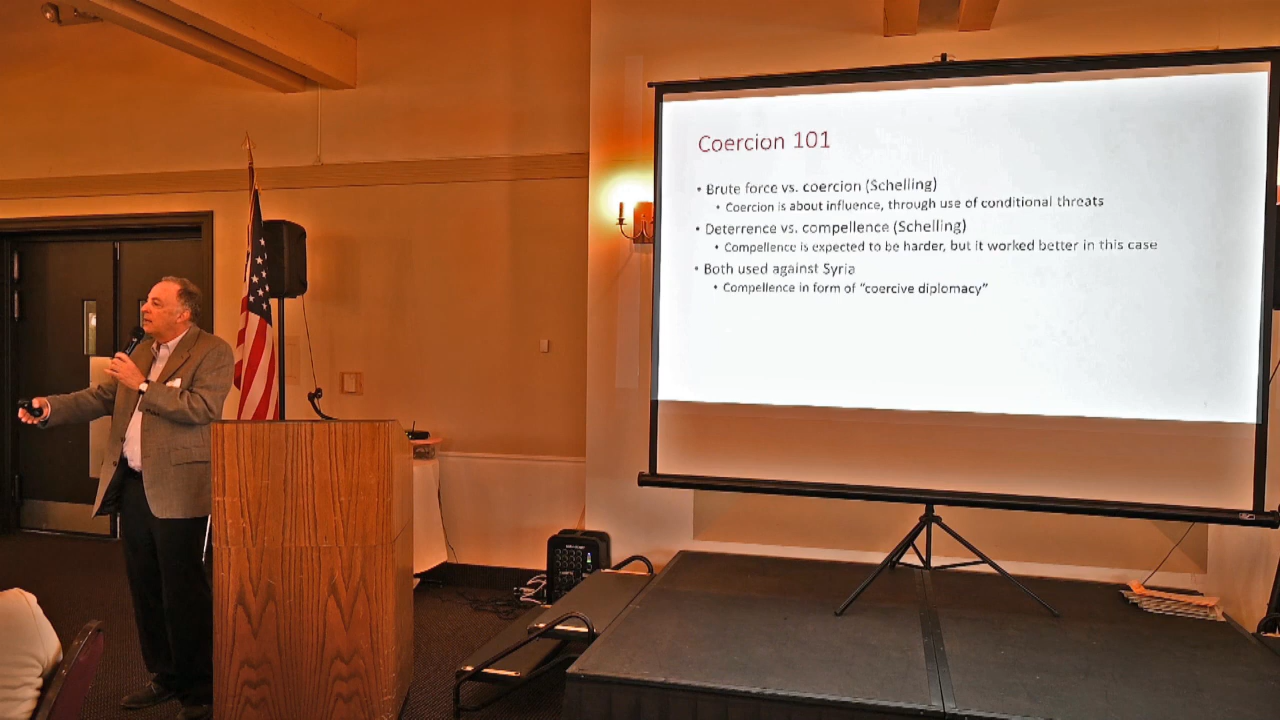 Coercion 101
• Brute force vs. coercion (Schelling)
• Coercion is about influence, through use of conditional threats
• Deterrence vs. compellence (Schelling)
• Compellence is expected to be harder, but it worked better in this case
• Both used against Syria
• Compellence in form of "coercive diplomacy"